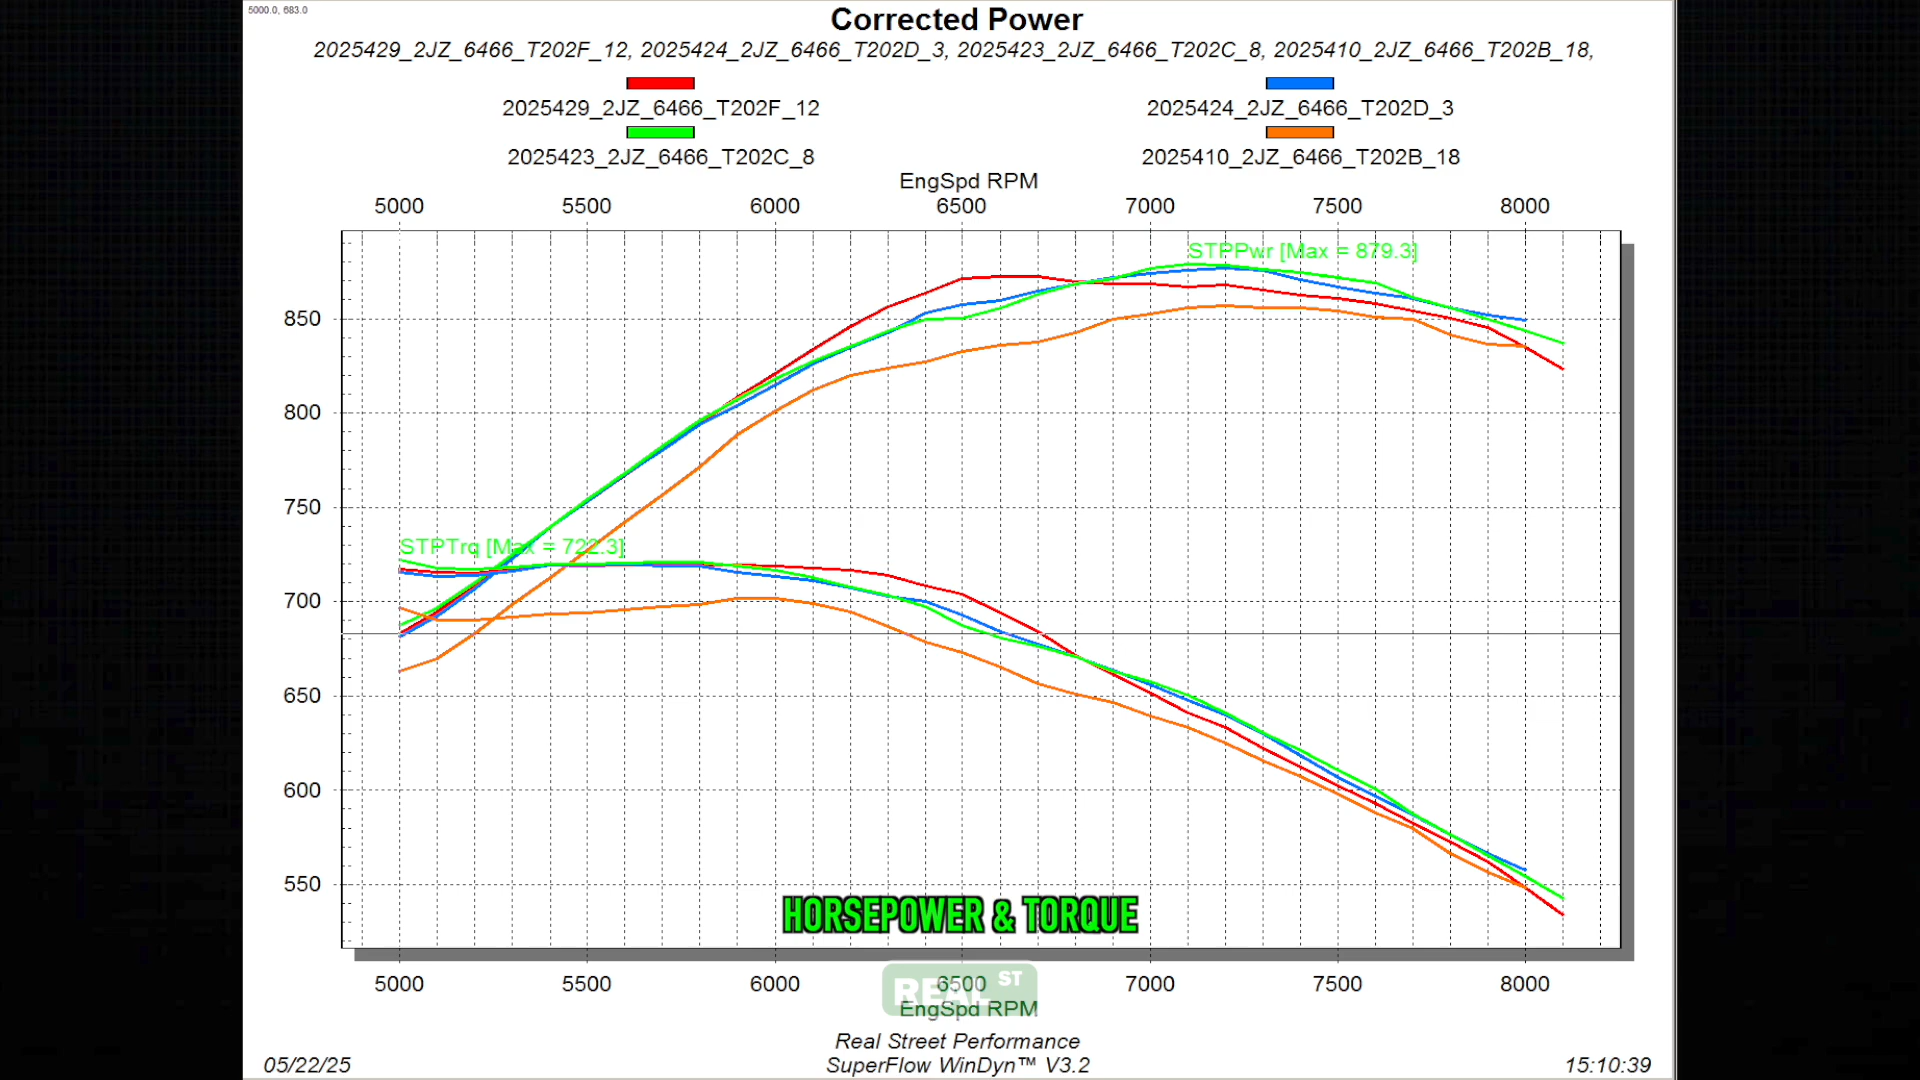 5000.0, 683.0
Corrected Power
2025429_2JZ_6466_T202F_12, 2025424_2JZ_6466_T202D_3, 2025423_2JZ_6466_T202C_8, 2025410_2JZ_6466_T202B_18,
2025429_2JZ_6466_T202F_12 2025424_2JZ_6466_T202D_3
2025423_2JZ_6466_T202C_8 2025410_2JZ_6466_T202B_18
EngSpd RPM
5000 5500 6000 6500 7000 7500 8000
STPPwr [Max = 879.3]
850
800
750
STPTrq [Max = 722.3]
700
650
600
550
HORSEPOWER & TORQUE
5000 5500 6000 6500 7000 7500 8000
REAL ST
EngSpd RPM
Real Street Performance
05/22/25 SuperFlow WinDyn™ V3.2 15:10:39